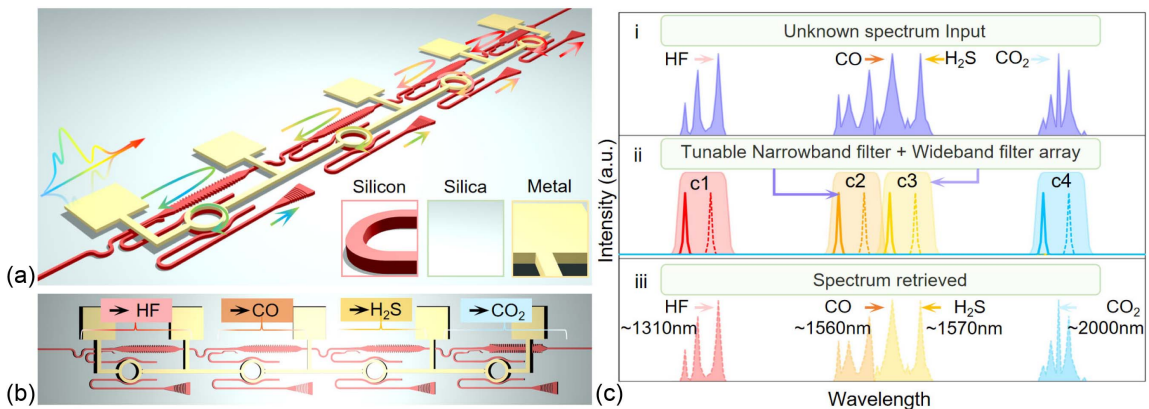 Silicon
Silica
Metal
(a)
→ HF
→ CO
→ H₂S
→ CO₂
(b)
i
Unknown spectrum Input
HF
CO
H₂S
CO₂
ii
Tunable Narrowband filter + Wideband filter array
c1
c2
c3
c4
iii
Spectrum retrieved
HF
~1310nm
CO
~1560nm
H₂S
~1570nm
CO₂
~2000nm
Intensity (a.u.)
Wavelength
(c)